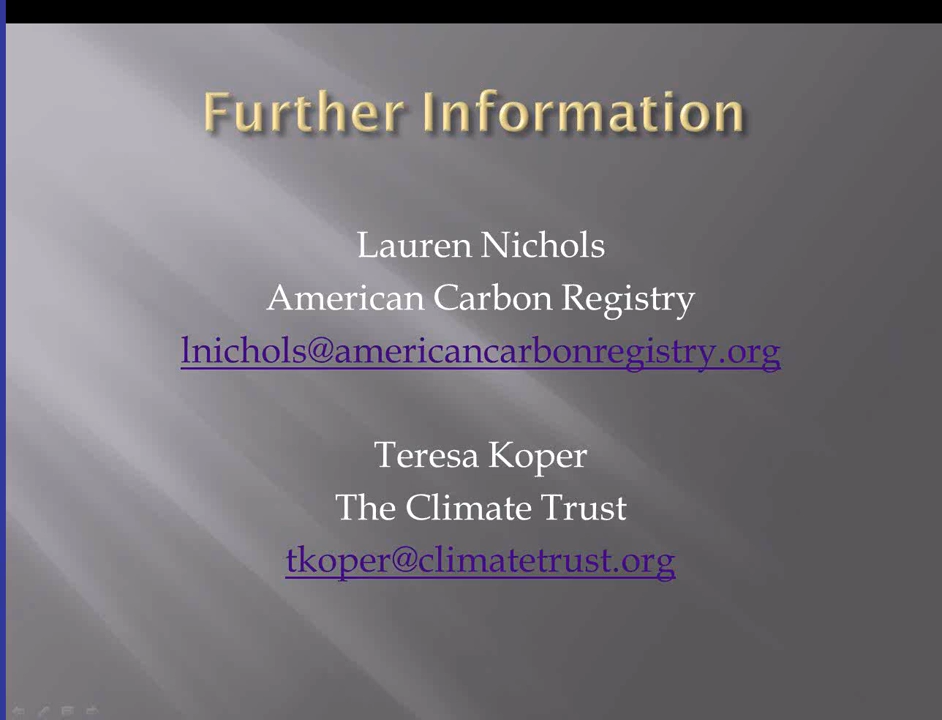 Further Information
Lauren Nichols
American Carbon Registry
lnichols@americancarbonregistry.org
Teresa Koper
The Climate Trust
tkoper@climatetrust.org